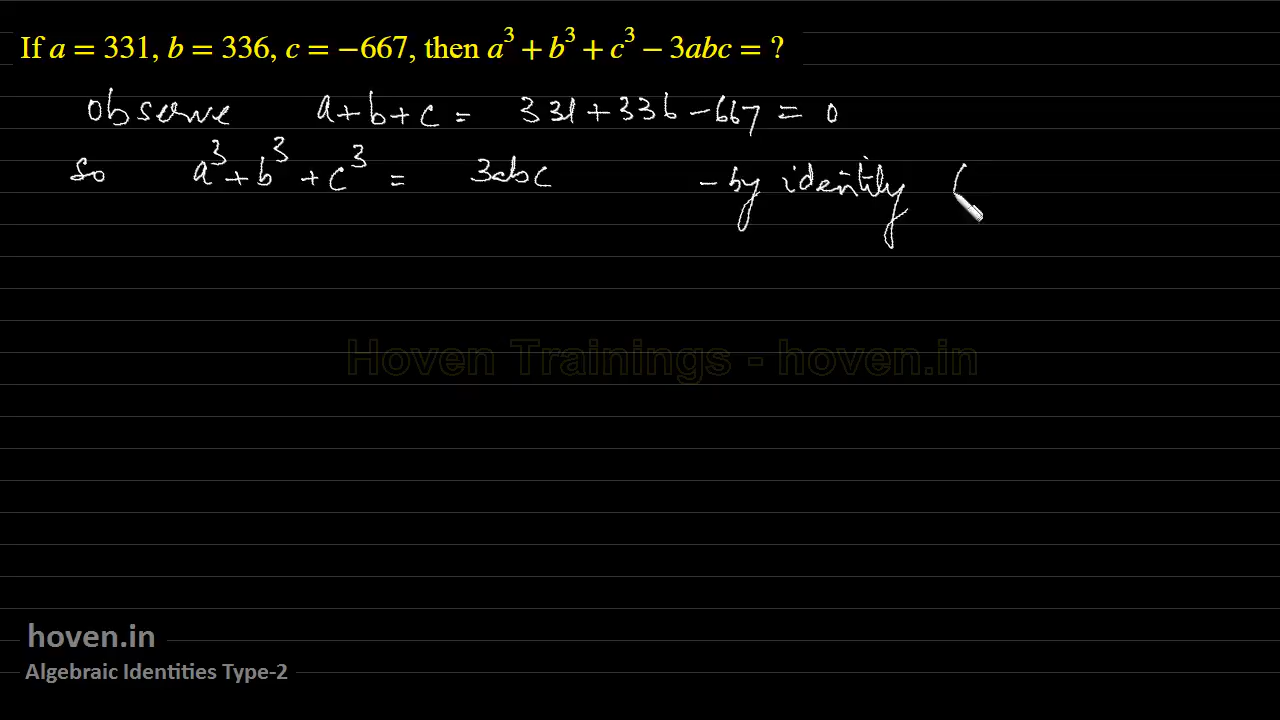 If a = 331, b = 336, c = −667, then a³ + b³ + c³ − 3abc = ?
observe a+b+c = 331+336-667 = 0
So a³+b³+c³ = 3abc - by identity (
Hoven Trainings - hoven.in
hoven.in
Algebraic Identities Type-2